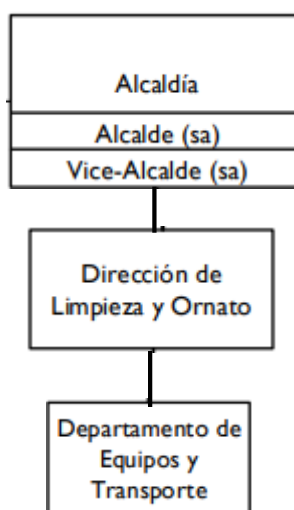 Alcaldía
Alcalde (sa)
Vice-Alcalde (sa)
Dirección de
Limpieza y Ornato
Departamento de
Equipos y
Transporte